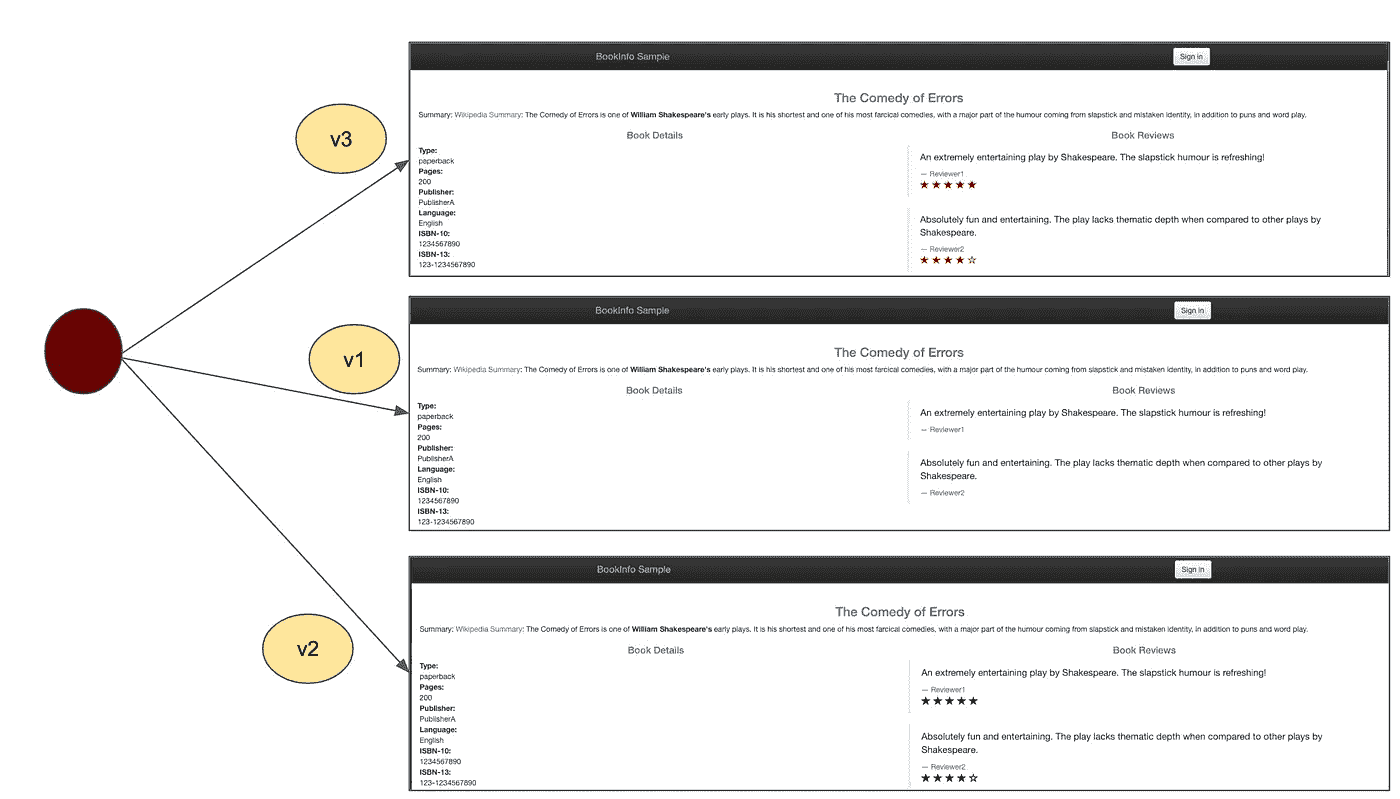 v3
BookInfo Sample
Sign in
The Comedy of Errors
Summary: Wikipedia Summary: The Comedy of Errors is one of William Shakespeare's early plays. It is his shortest and one of his most farcical comedies, with a major part of the humour coming from slapstick and mistaken identity, in addition to puns and word play.
Book Details
Type:
paperback
Pages:
200
Publisher:
PublisherA
Language:
English
ISBN-10:
1234567890
ISBN-13:
123-1234567890
Book Reviews
An extremely entertaining play by Shakespeare. The slapstick humour is refreshing!
— Reviewer1
★★★★★
Absolutely fun and entertaining. The play lacks thematic depth when compared to other plays by
Shakespeare.
— Reviewer2
★★★★☆
v1
BookInfo Sample
Sign in
The Comedy of Errors
Summary: Wikipedia Summary: The Comedy of Errors is one of William Shakespeare's early plays. It is his shortest and one of his most farcical comedies, with a major part of the humour coming from slapstick and mistaken identity, in addition to puns and word play.
Book Details
Type:
paperback
Pages:
200
Publisher:
PublisherA
Language:
English
ISBN-10:
1234567890
ISBN-13:
123-1234567890
Book Reviews
An extremely entertaining play by Shakespeare. The slapstick humour is refreshing!
— Reviewer1
Absolutely fun and entertaining. The play lacks thematic depth when compared to other plays by
Shakespeare.
— Reviewer2
v2
BookInfo Sample
Sign in
The Comedy of Errors
Summary: Wikipedia Summary: The Comedy of Errors is one of William Shakespeare's early plays. It is his shortest and one of his most farcical comedies, with a major part of the humour coming from slapstick and mistaken identity, in addition to puns and word play.
Book Details
Type:
paperback
Pages:
200
Publisher:
PublisherA
Language:
English
ISBN-10:
1234567890
ISBN-13:
123-1234567890
Book Reviews
An extremely entertaining play by Shakespeare. The slapstick humour is refreshing!
— Reviewer1
★★★★★
Absolutely fun and entertaining. The play lacks thematic depth when compared to other plays by
Shakespeare.
— Reviewer2
★★★★☆